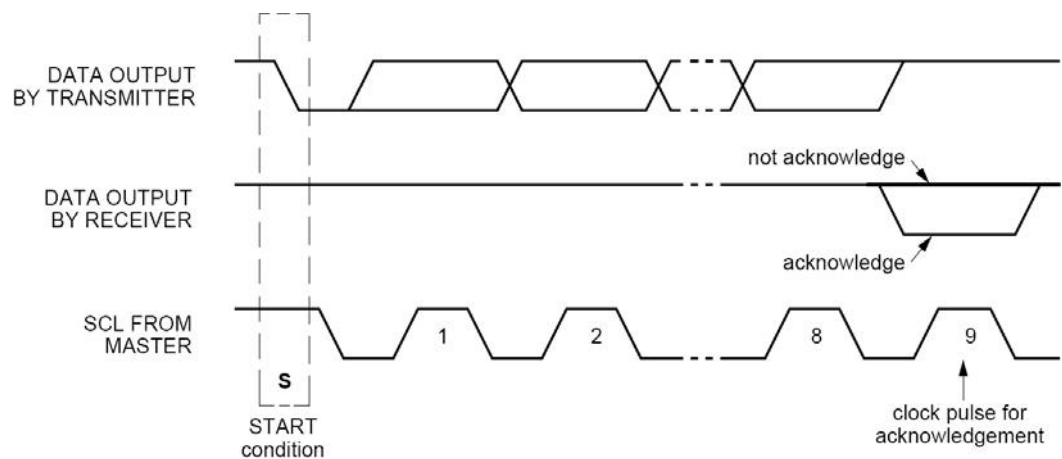 DATA OUTPUT
BY TRANSMITTER
not acknowledge
DATA OUTPUT
BY RECEIVER
acknowledge
SCL FROM
MASTER
1
2
8
9
S
START
condition
clock pulse for
acknowledgement